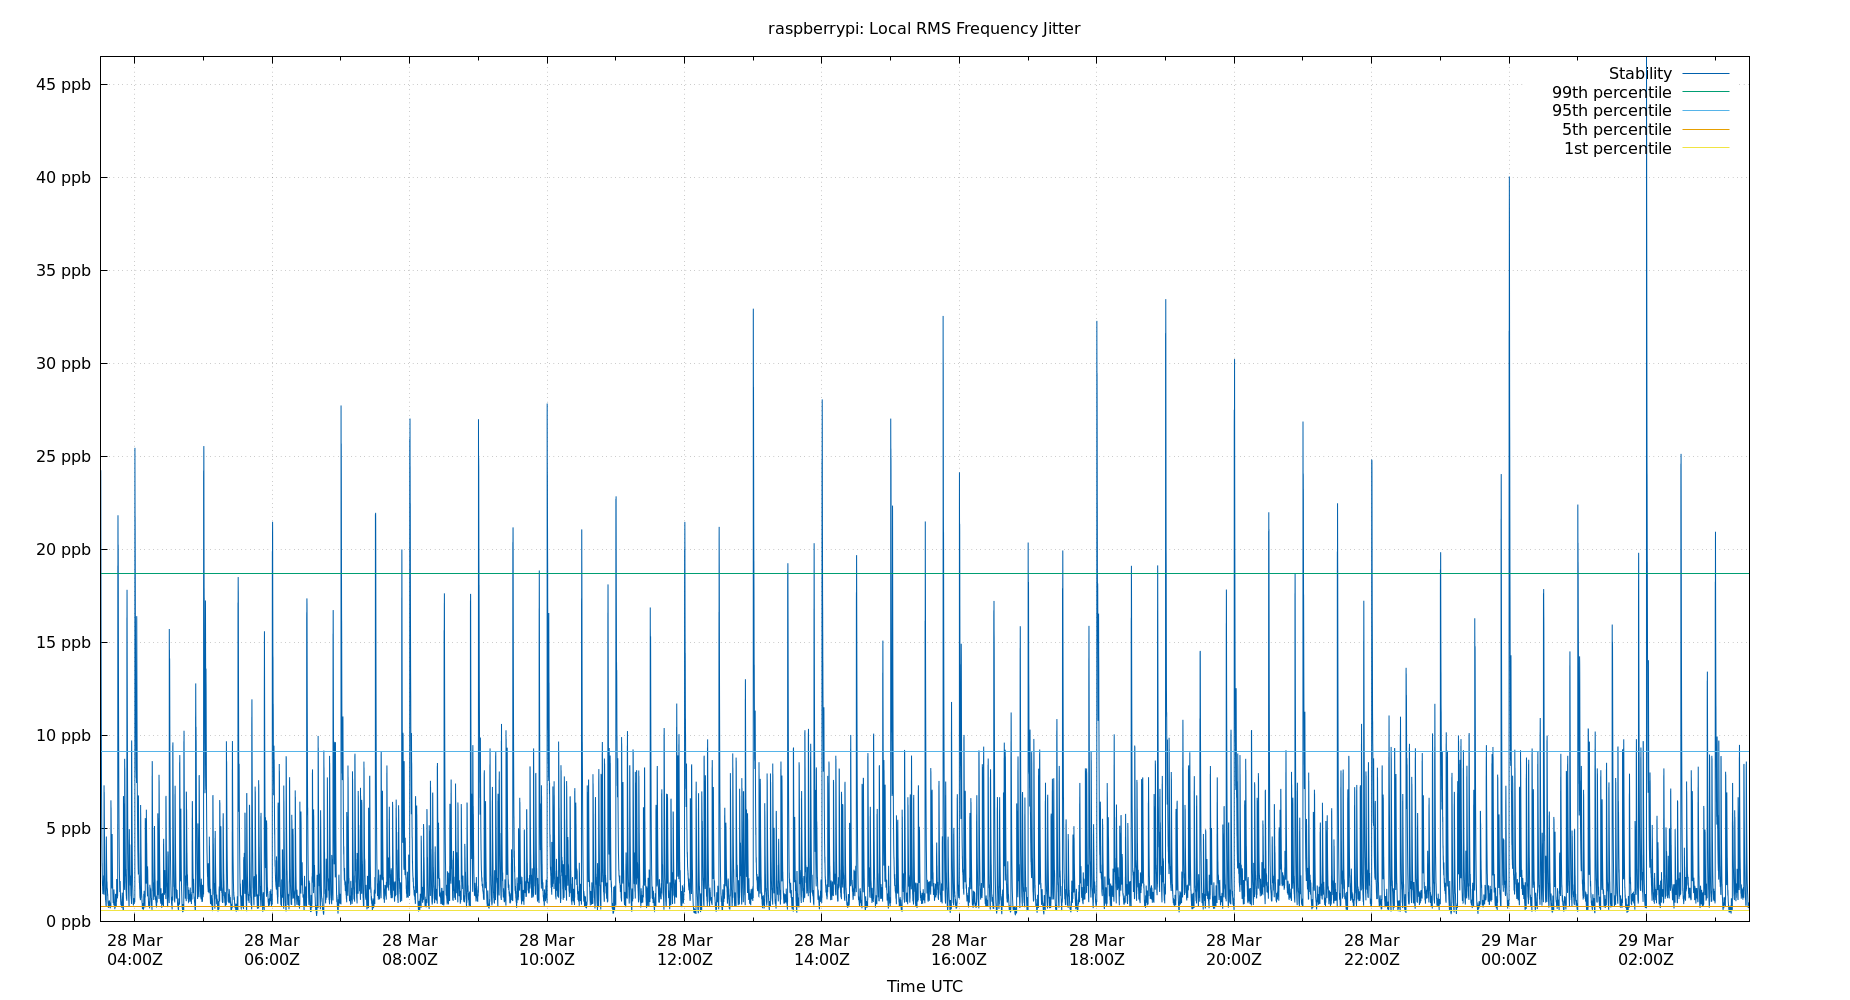 raspberrypi: Local RMS Frequency Jitter
Stability
99th percentile
95th percentile
5th percentile
1st percentile
45 ppb
40 ppb
35 ppb
30 ppb
25 ppb
20 ppb
15 ppb
10 ppb
5 ppb
0 ppb
28 Mar 28 Mar 28 Mar 28 Mar 28 Mar 28 Mar 28 Mar 28 Mar 28 Mar 28 Mar 29 Mar 29 Mar
04:00Z 06:00Z 08:00Z 10:00Z 12:00Z 14:00Z 16:00Z 18:00Z 20:00Z 22:00Z 00:00Z 02:00Z
Time UTC